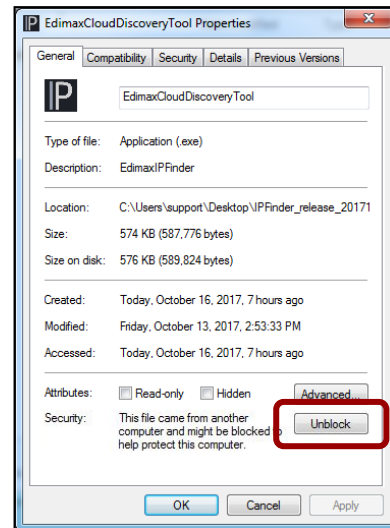 EdimaxCloudDiscoveryTool Properties
General Compatibility Security Details Previous Versions
IP EdimaxCloudDiscoveryTool
Type of file: Application (.exe)
Description: EdimaxIPFinder
Location: C:\Users\support\Desktop\IPFinder_release_20171
Size: 574 KB (587,776 bytes)
Size on disk: 576 KB (589,824 bytes)
Created: Today, October 16, 2017, 7 hours ago
Modified: Friday, October 13, 2017, 2:53:33 PM
Accessed: Today, October 16, 2017, 7 hours ago
Attributes: Read-only Hidden Advanced...
Security: This file came from another
computer and might be blocked to
help protect this computer.
Unblock
OK Cancel Apply